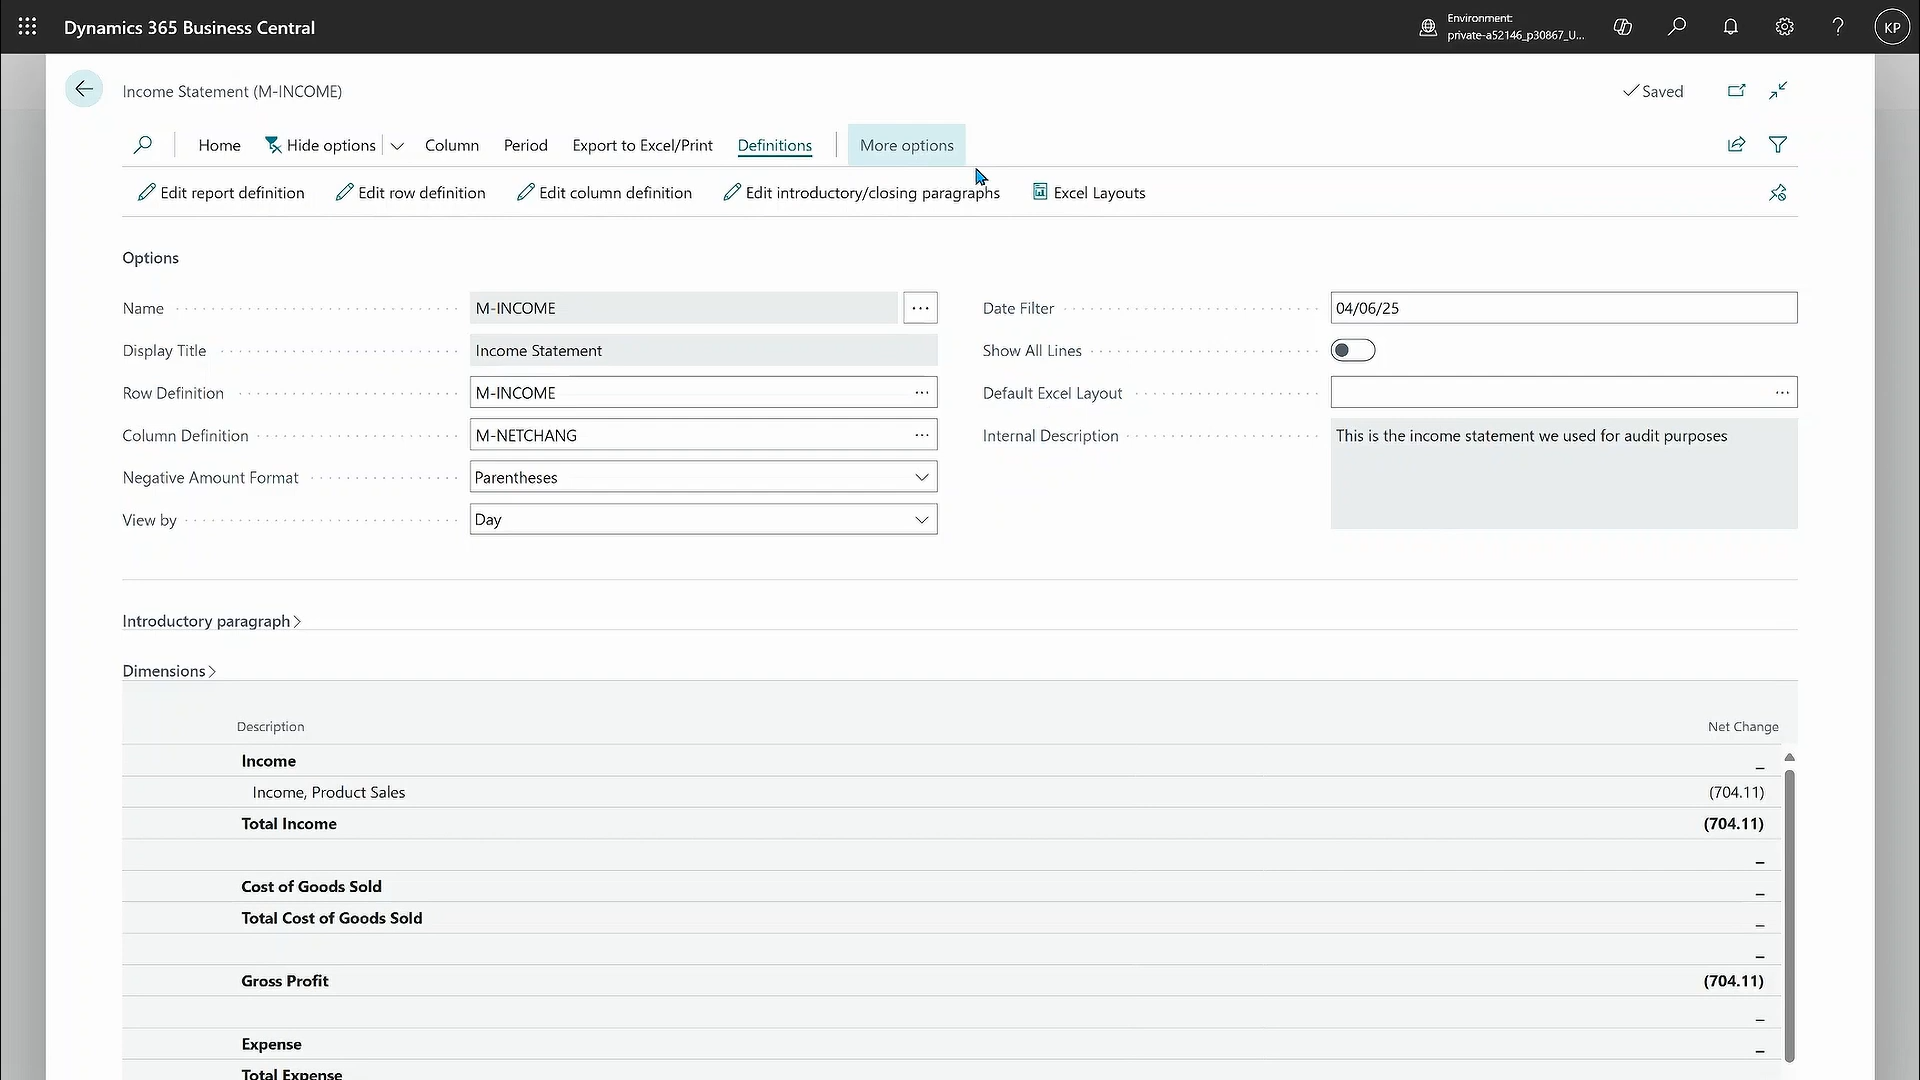 Dynamics 365 Business Central
Environment:
private-a52146_p30867_U...
KP
Income Statement (M-INCOME)
Saved
Home
Hide options
Column
Period
Export to Excel/Print
Definitions
More options
Edit report definition
Edit row definition
Edit column definition
Edit introductory/closing paragraphs
Excel Layouts
Options
Name
M-INCOME
Display Title
Income Statement
Row Definition
M-INCOME
Column Definition
M-NETCHANG
Negative Amount Format
Parentheses
View by
Day
Date Filter
04/06/25
Show All Lines
Default Excel Layout
Internal Description
This is the income statement we used for audit purposes
Introductory paragraph
Dimensions
Description Net Change
Income _
Income, Product Sales (704.11)
Total Income (704.11)
_
Cost of Goods Sold _
Total Cost of Goods Sold _
_
Gross Profit (704.11)
_
Expense _
Total Expense